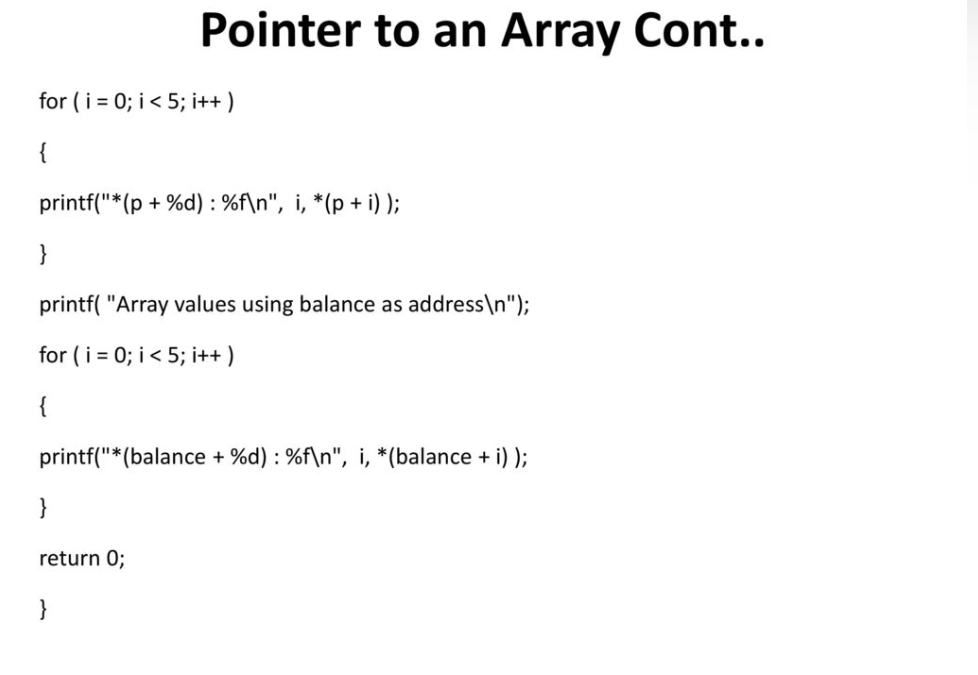 Pointer to an Array Cont..
for ( i = 0; i < 5; i++ )
{
printf("*(p + %d) : %f\n",  i, *(p + i) );
}
printf( "Array values using balance as address\n");
for ( i = 0; i < 5; i++ )
{
printf("*(balance + %d) : %f\n",  i, *(balance + i) );
}
return 0;
}